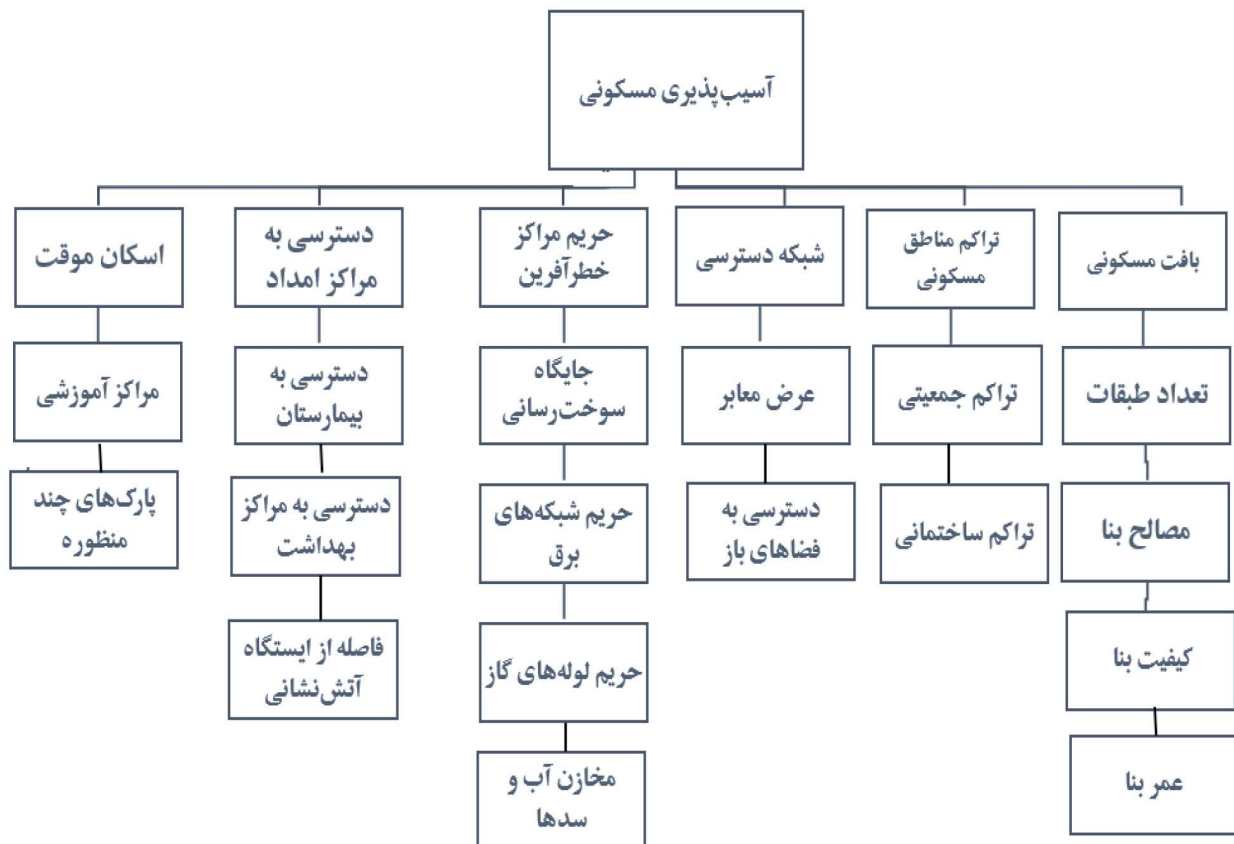 آسیب‌پذیری مسکونی
بافت مسکونی
تراکم مناطق
مسکونی
شبکه دسترسی
حریم مراکز
خطرآفرین
دسترسی به
مراکز امداد
اسکان موقت
تعداد طبقات
تراکم جمعیتی
عرض معابر
جایگاه
سوخت‌رسانی
دسترسی به
بیمارستان
مراکز آموزشی
مصالح بنا
تراکم ساختمانی
دسترسی به
فضاهای باز
حریم شبکه‌های
برق
دسترسی به مراکز
بهداشت
پارک‌های چند
منظوره
کیفیت بنا
حریم لوله‌های گاز
فاصله از ایستگاه
آتش‌نشانی
عمر بنا
مخازن آب و
سدها